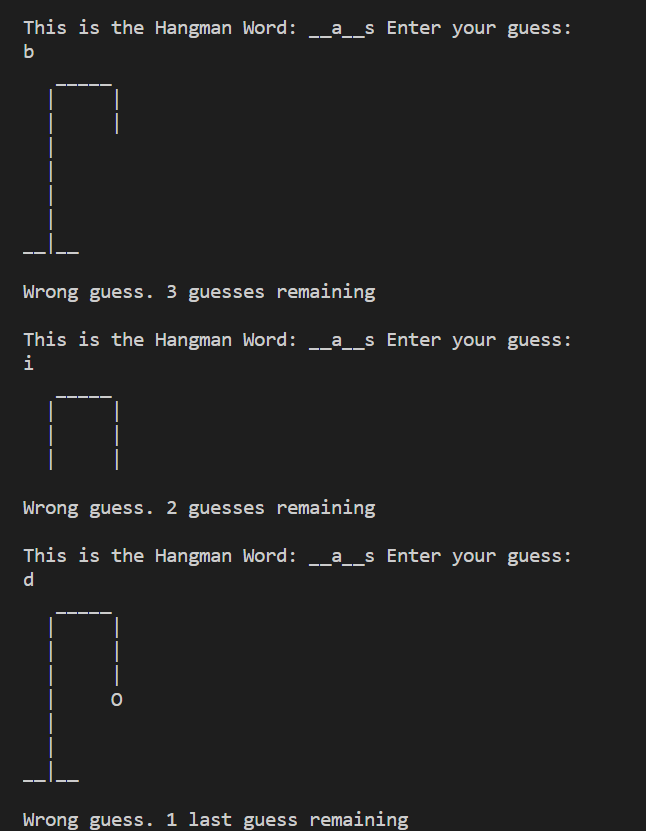 This is the Hangman Word: __a__s Enter your guess:
b
   _____
  |     |
  |     |
  |
  |
  |
  |
__|__
Wrong guess. 3 guesses remaining
This is the Hangman Word: __a__s Enter your guess:
i
   _____
  |     |
  |     |
  |     |
Wrong guess. 2 guesses remaining
This is the Hangman Word: __a__s Enter your guess:
d
   _____
  |     |
  |     |
  |     |
  |     O
  |
  |
__|__
Wrong guess. 1 last guess remaining